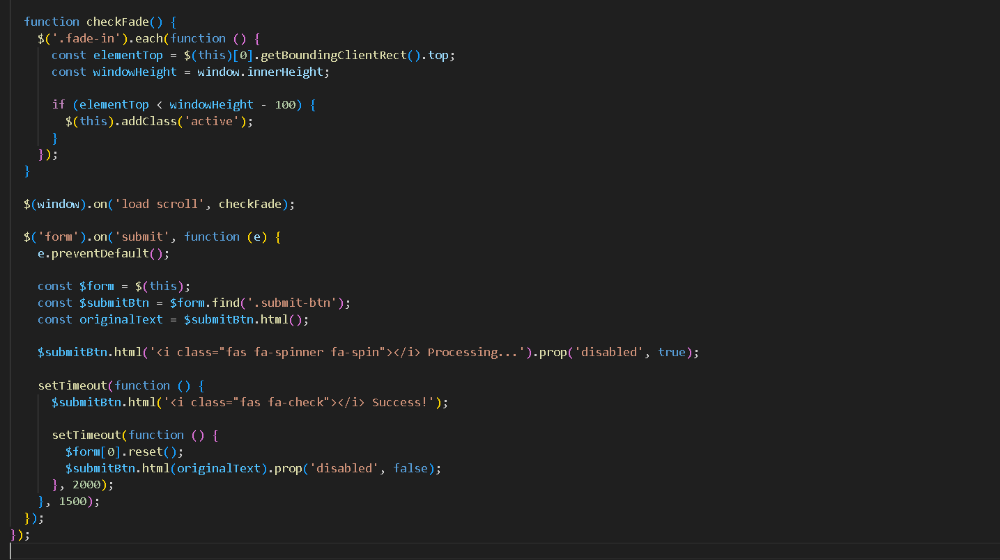 function checkFade() {
$('.fade-in').each(function () {
const elementTop = $(this)[0].getBoundingClientRect().top;
const windowHeight = window.innerHeight;
if (elementTop < windowHeight - 100) {
$(this).addClass('active');
}
});
}
$(window).on('load scroll', checkFade);
$('form').on('submit', function (e) {
e.preventDefault();
const $form = $(this);
const $submitBtn = $form.find('.submit-btn');
const originalText = $submitBtn.html();
$submitBtn.html('<i class="fas fa-spinner fa-spin"></i> Processing...').prop('disabled', true);
setTimeout(function () {
$submitBtn.html('<i class="fas fa-check"></i> Success!');
setTimeout(function () {
$form[0].reset();
$submitBtn.html(originalText).prop('disabled', false);
}, 2000);
}, 1500);
});
});